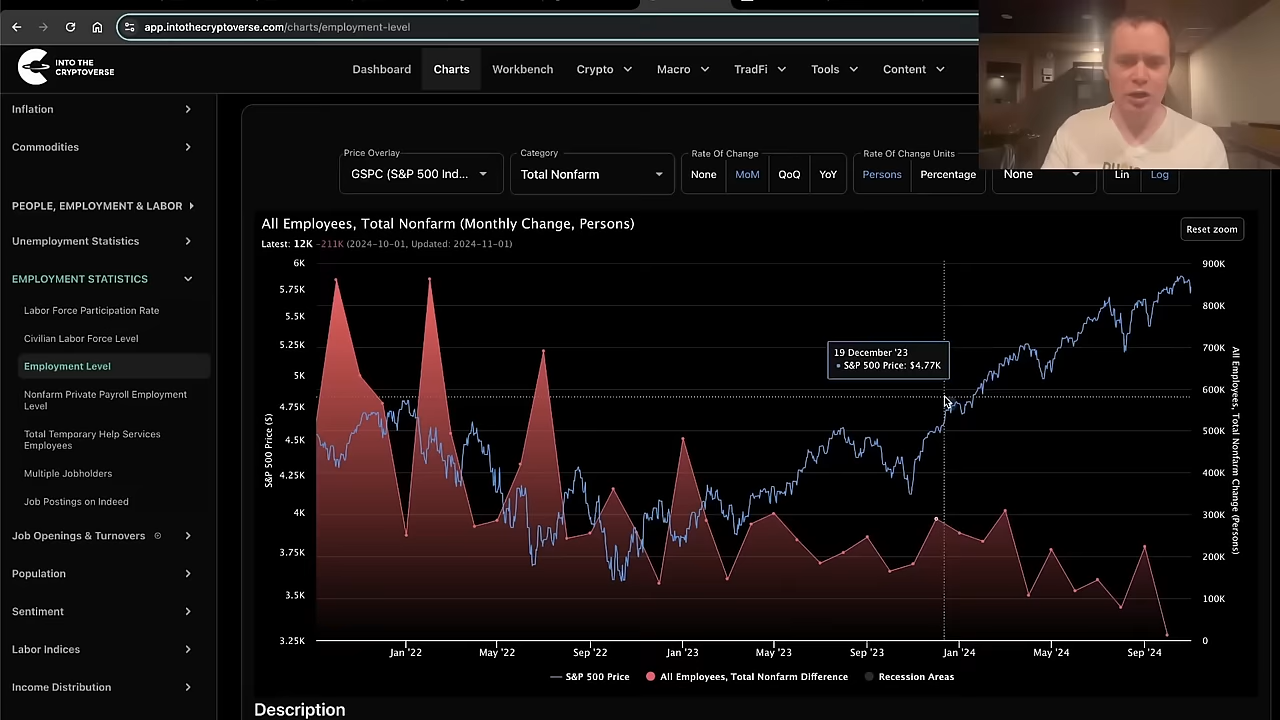 app.intothecryptoverse.com/charts/employment-level
INTO THE
CRYPTOVERSE
Dashboard
Charts
Workbench
Crypto
Macro
TradFi
Tools
Content
Inflation
Commodities
PEOPLE, EMPLOYMENT & LABOR
Unemployment Statistics
EMPLOYMENT STATISTICS
Labor Force Participation Rate
Civilian Labor Force Level
Employment Level
Nonfarm Private Payroll Employment
Level
Total Temporary Help Services
Employees
Multiple Jobholders
Job Postings on Indeed
Job Openings & Turnovers
Population
Sentiment
Labor Indices
Income Distribution
Price Overlay
GSPC (S&P 500 Ind...
Category
Total Nonfarm
Rate Of Change
None
MoM
QoQ
YoY
Rate Of Change Units
Persons
Percentage
None
Lin
Log
All Employees, Total Nonfarm (Monthly Change, Persons)
Latest: 12K -211K (2024-10-01, Updated: 2024-11-01)
Reset zoom
6K
5.75K
5.5K
5.25K
5K
4.75K
4.5K
4.25K
4K
3.75K
3.5K
3.25K
S&P 500 Price ($)
19 December '23
S&P 500 Price: $4.77K
900K
800K
700K
600K
500K
400K
300K
200K
100K
0
All Employees, Total Nonfarm Change (Persons)
Jan '22
May '22
Sep '22
Jan '23
May '23
Sep '23
Jan '24
May '24
Sep '24
S&P 500 Price
All Employees, Total Nonfarm Difference
Recession Areas
Description